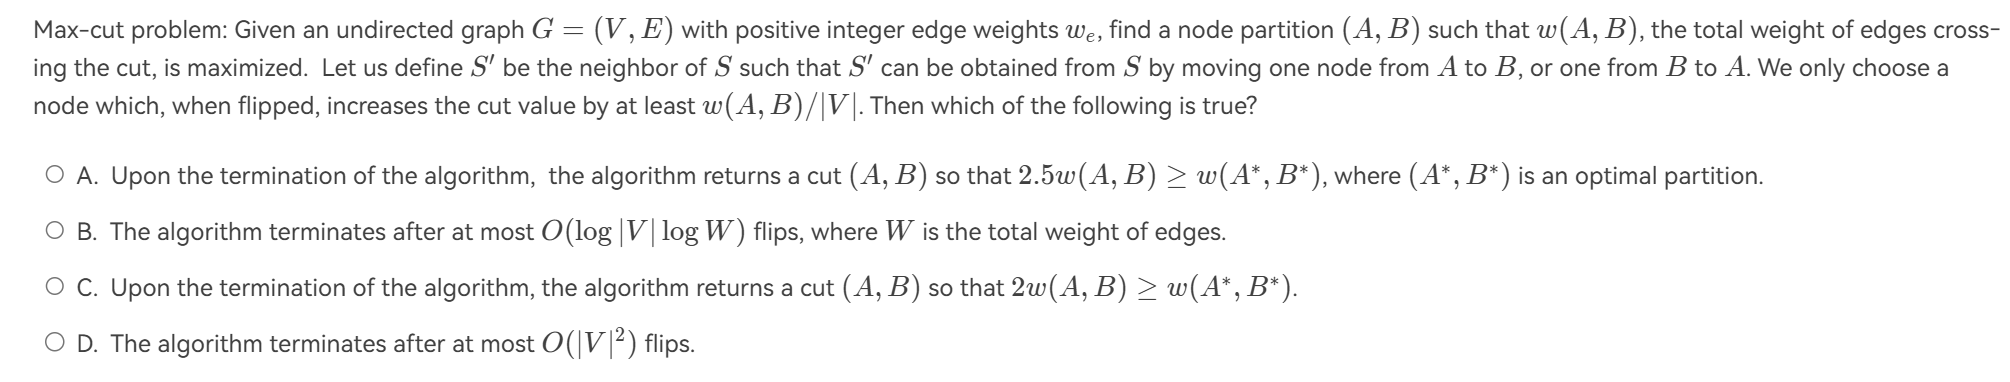 Max-cut problem: Given an undirected graph G = (V, E) with positive integer edge weights wₑ, find a node partition (A, B) such that w(A, B), the total weight of edges cross-
ing the cut, is maximized. Let us define S′ be the neighbor of S such that S′ can be obtained from S by moving one node from A to B, or one from B to A. We only choose a
node which, when flipped, increases the cut value by at least w(A, B)/|V|. Then which of the following is true?
A. Upon the termination of the algorithm, the algorithm returns a cut (A, B) so that 2.5w(A, B) ≥ w(A*, B*), where (A*, B*) is an optimal partition.
B. The algorithm terminates after at most O(log |V| log W) flips, where W is the total weight of edges.
C. Upon the termination of the algorithm, the algorithm returns a cut (A, B) so that 2w(A, B) ≥ w(A*, B*).
D. The algorithm terminates after at most O(|V|²) flips.